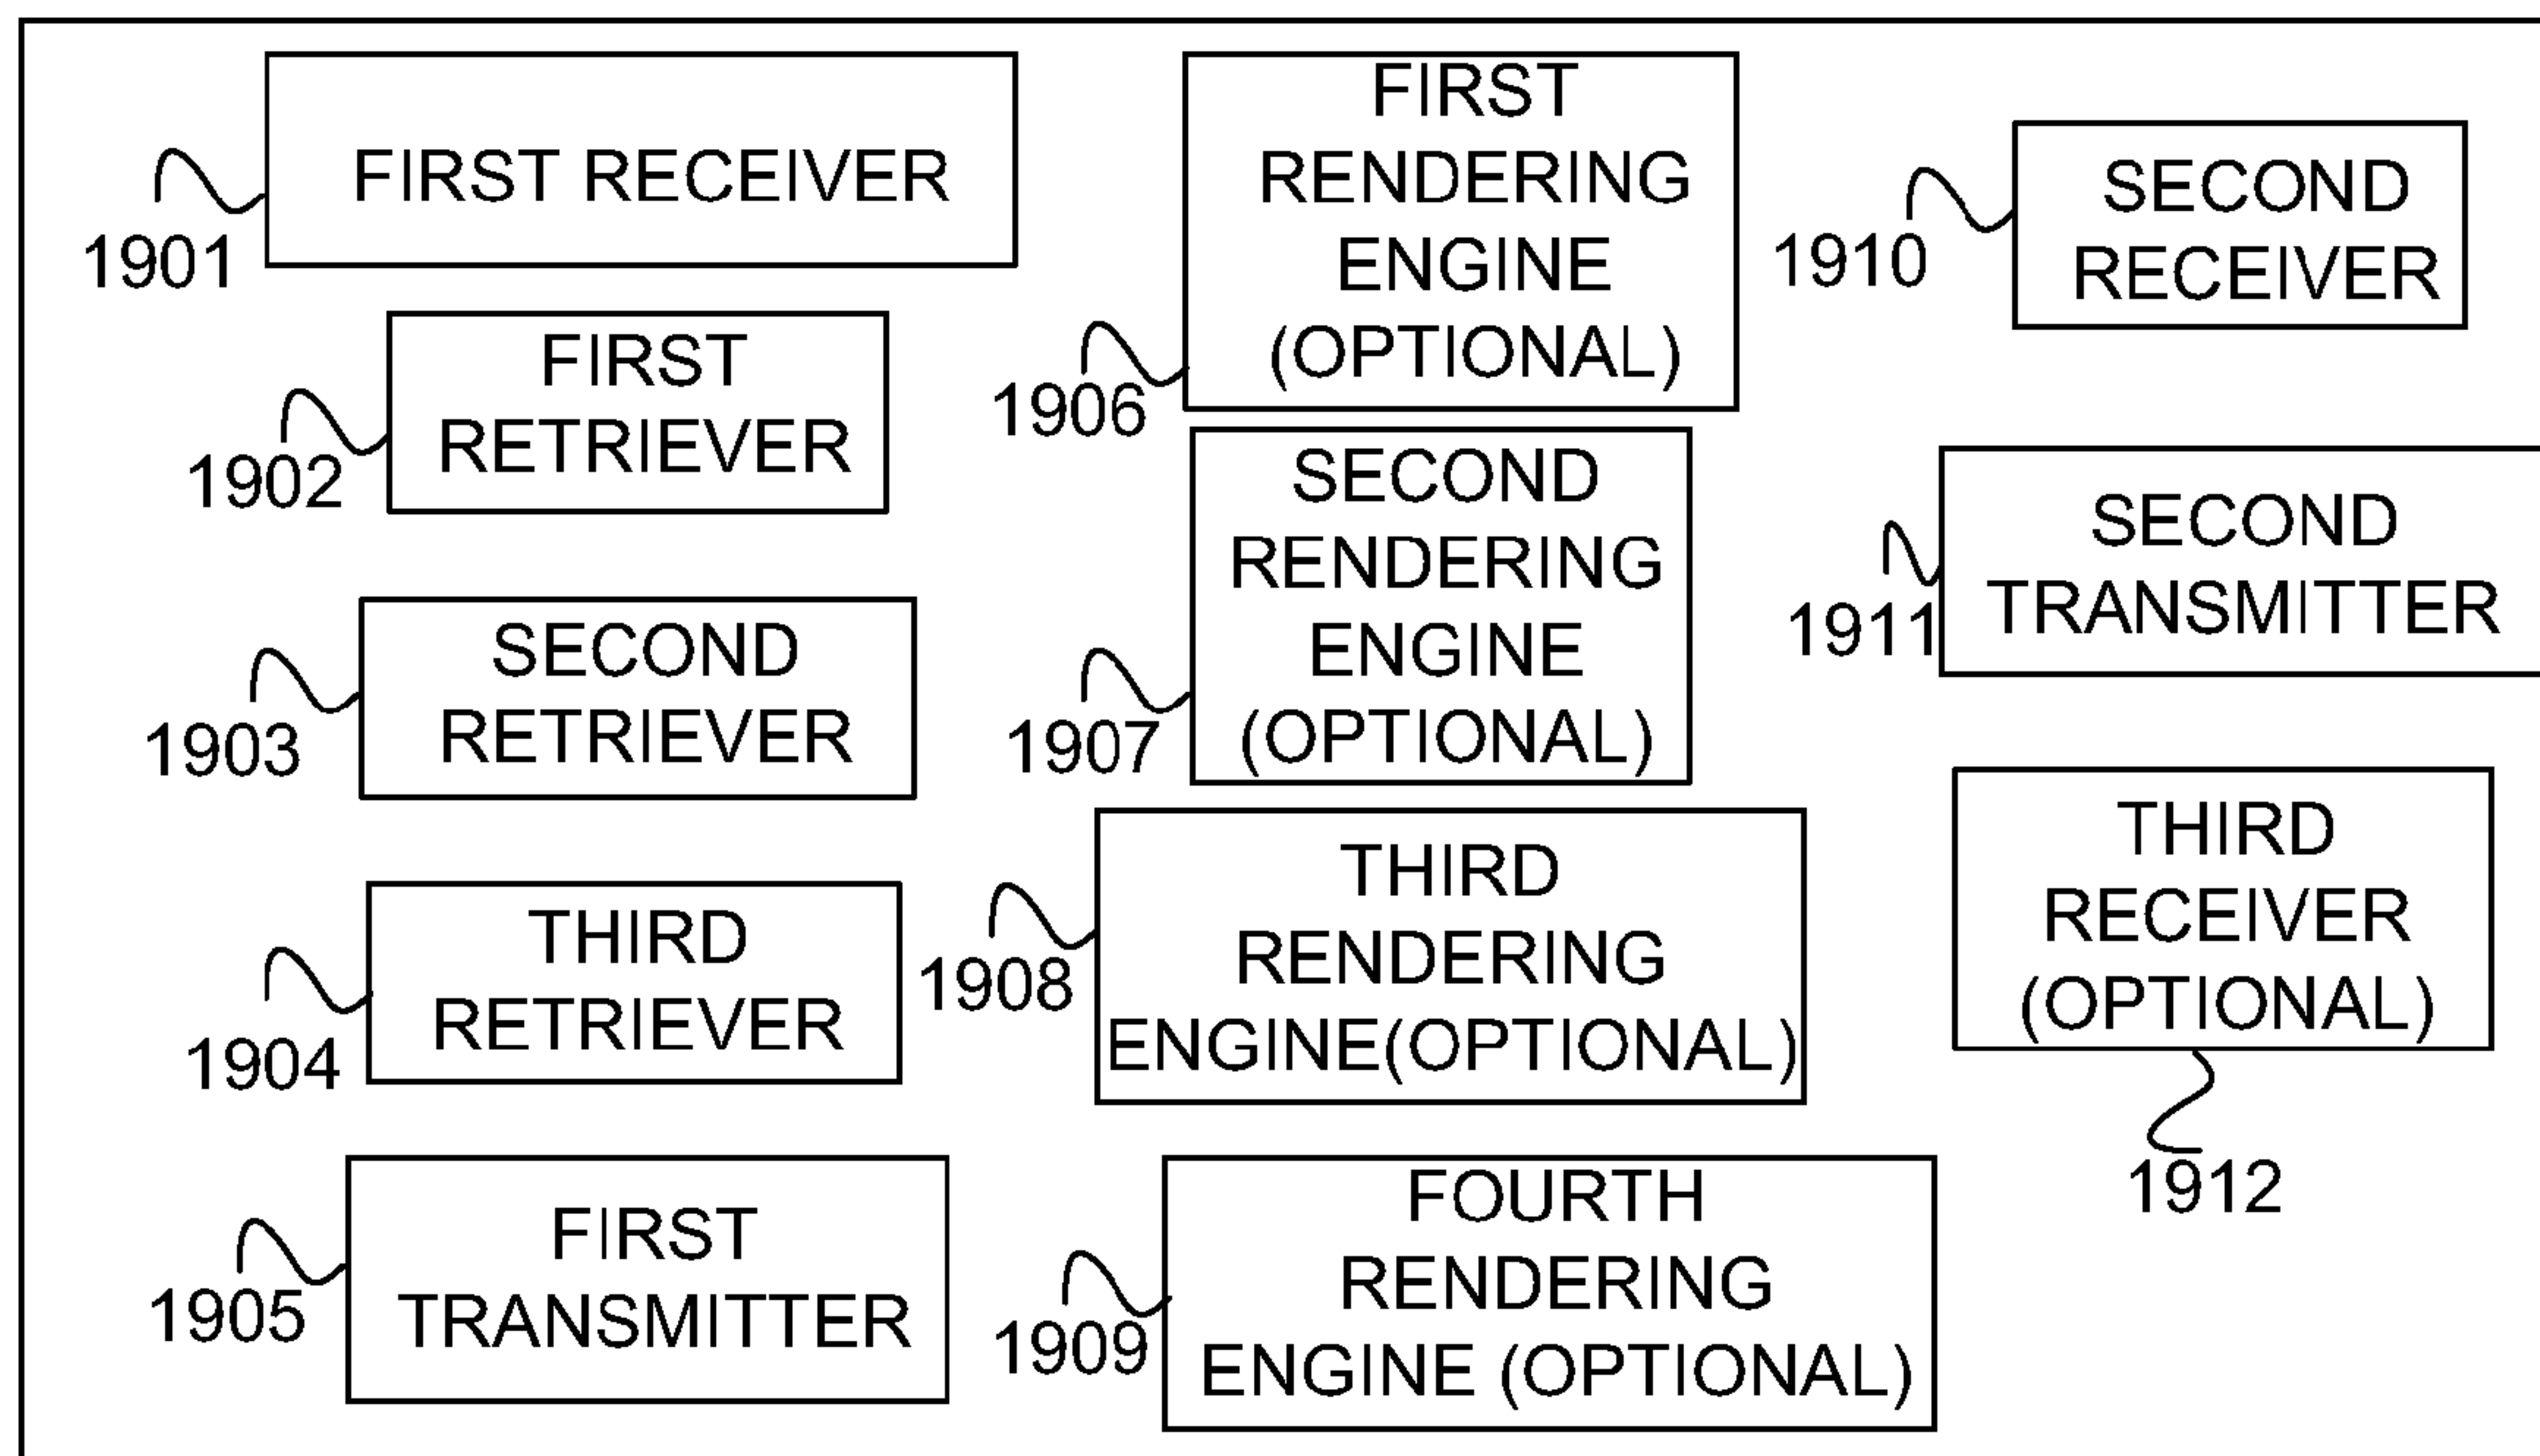 FIRST RECEIVER
1901
FIRST
RETRIEVER
1902
SECOND
RETRIEVER
1903
THIRD
RETRIEVER
1904
FIRST
TRANSMITTER
1905
FIRST
RENDERING
ENGINE
(OPTIONAL)
1906
SECOND
RENDERING
ENGINE
(OPTIONAL)
1907
THIRD
RENDERING
ENGINE(OPTIONAL)
1908
FOURTH
RENDERING
ENGINE (OPTIONAL)
1909
SECOND
RECEIVER
1910
SECOND
TRANSMITTER
1911
THIRD
RECEIVER
(OPTIONAL)
1912